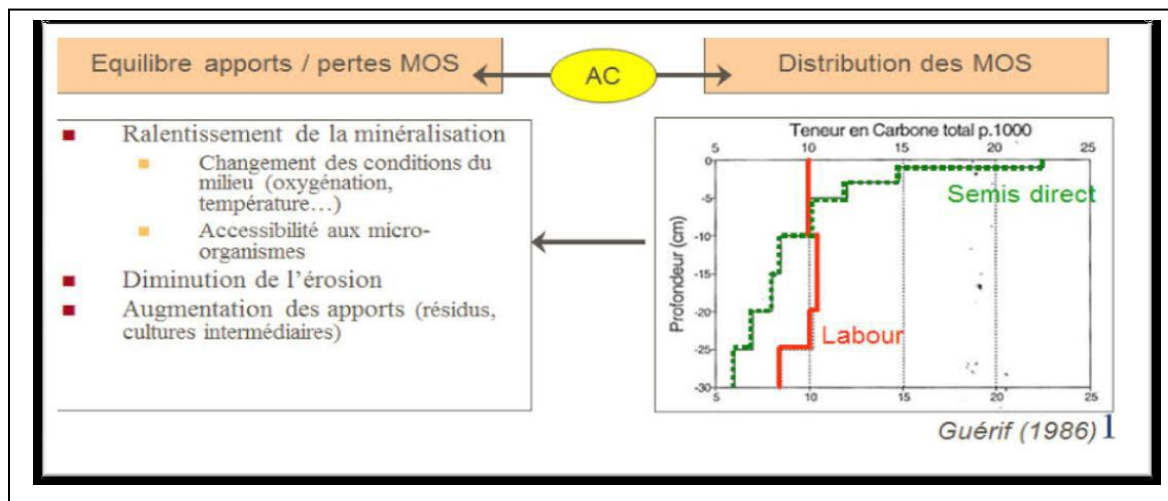 Equilibre apports / pertes MOS
AC
Distribution des MOS
■ Ralentissement de la minéralisation
■ Changement des conditions du
milieu (oxygénation,
température…)
■ Accessibilité aux micro-
organismes
■ Diminution de l'érosion
■ Augmentation des apports (résidus,
cultures intermédiaires)
Teneur en Carbone total p.1000
5 10 15 20 25
0
-5
-10
-15
-20
-25
-30
Profondeur (cm)
Semis direct
Labour
5 10 15 20 25
Guérif (1986) 1